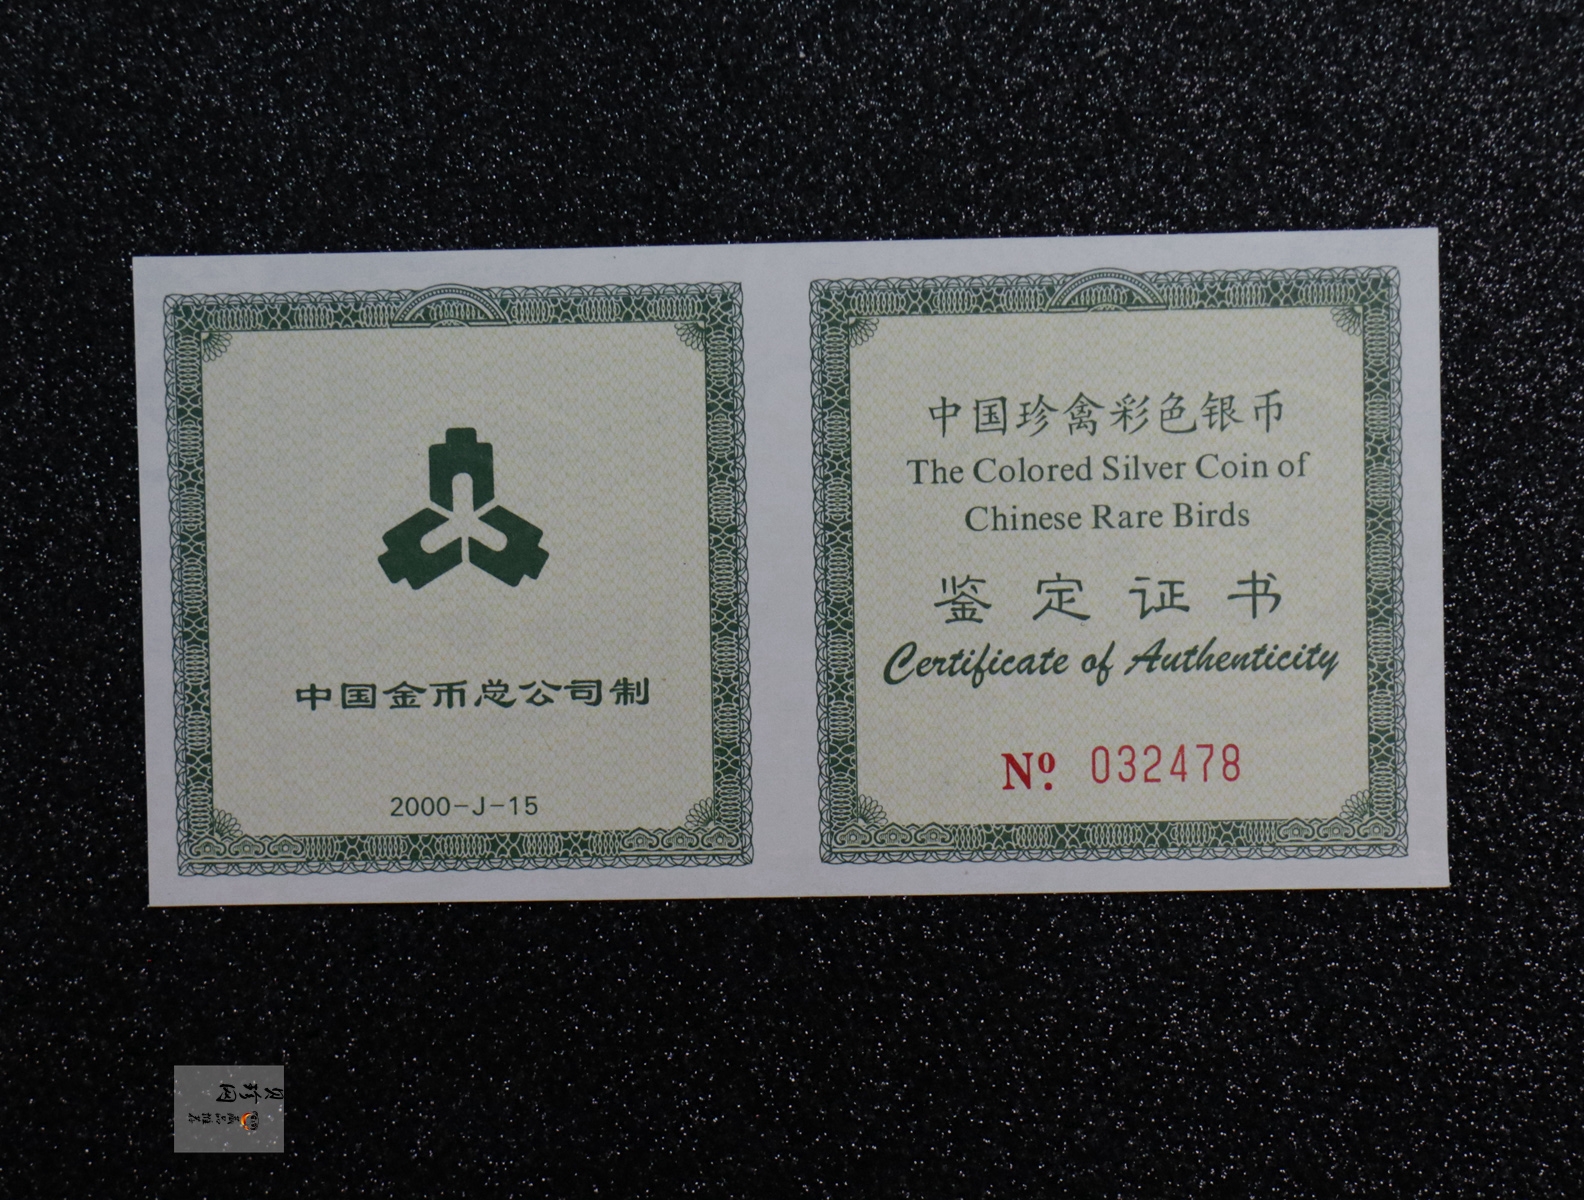 中国金币总公司制
2000-J-15
中国珍禽彩色银币
The Colored Silver Coin of
Chinese Rare Birds
鉴定证书
Certificate of Authenticity
Nº 032478